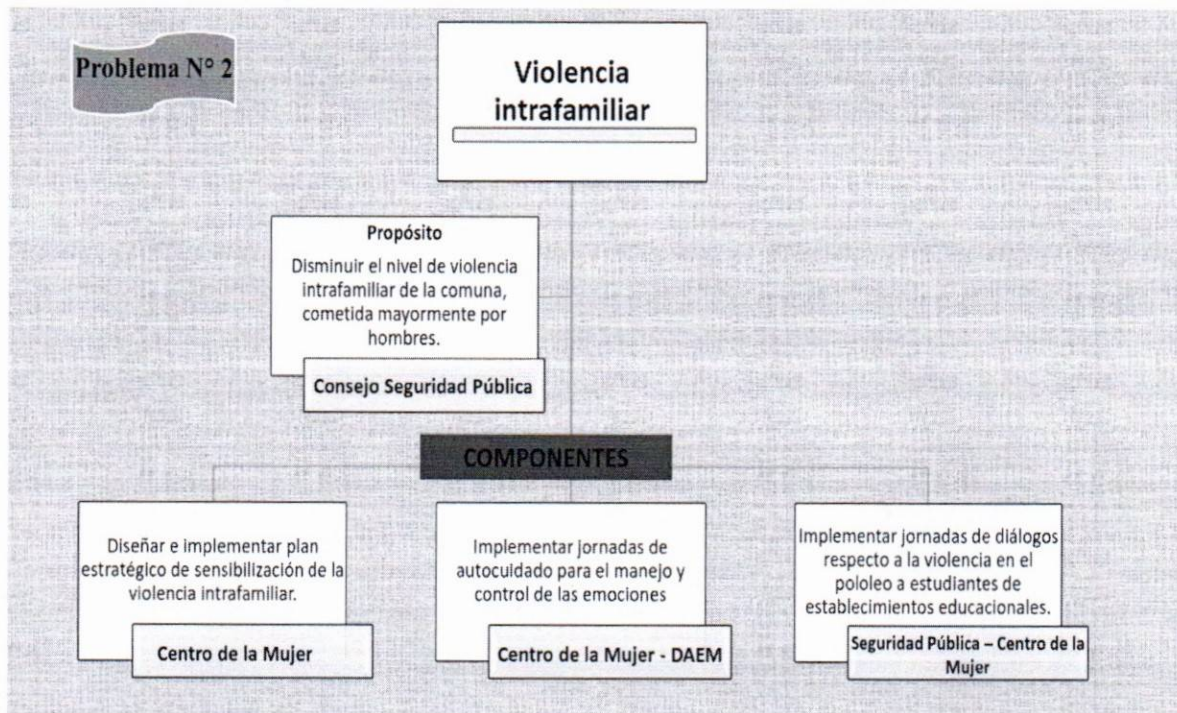 Problema N° 2
Violencia
intrafamiliar
Propósito
Disminuir el nivel de violencia
intrafamiliar de la comuna,
cometida mayormente por
hombres.
Consejo Seguridad Pública
COMPONENTES
Diseñar e implementar plan
estratégico de sensibilización de la
violencia intrafamiliar.
Centro de la Mujer
Implementar jornadas de
autocuidado para el manejo y
control de las emociones
Centro de la Mujer - DAEM
Implementar jornadas de diálogos
respecto a la violencia en el
pololeo a estudiantes de
establecimientos educacionales.
Seguridad Pública – Centro de la
Mujer